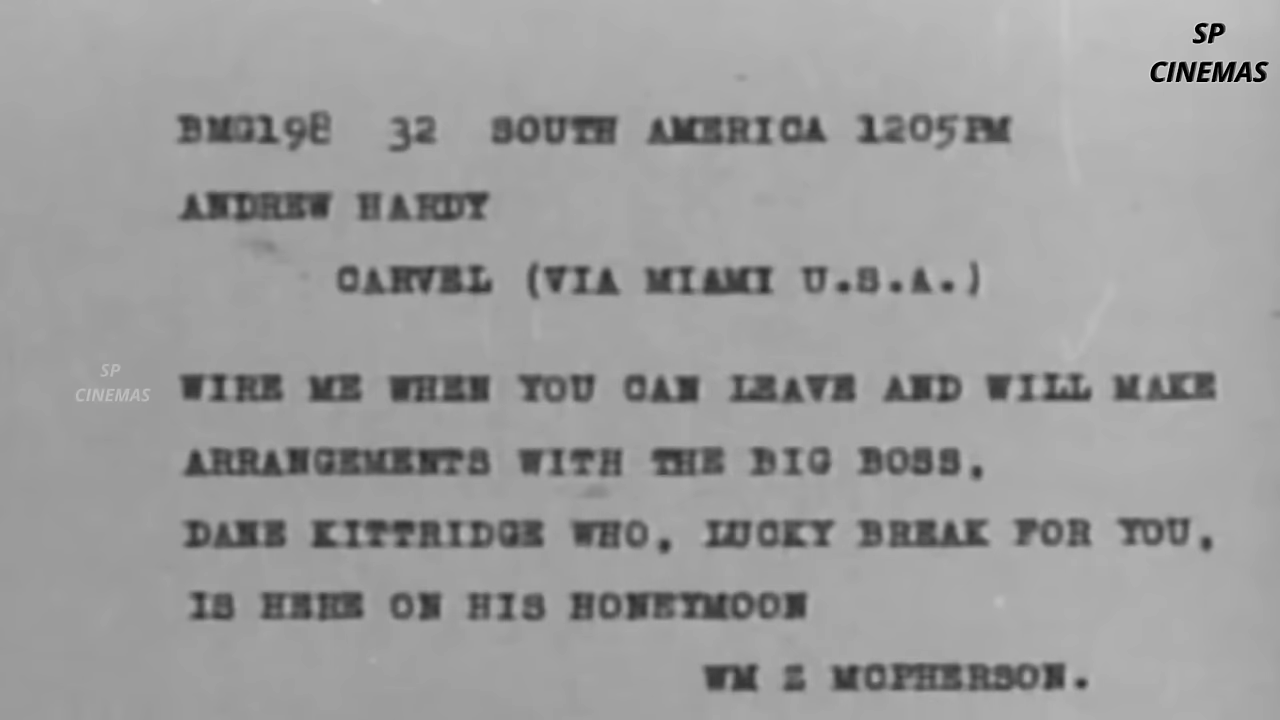 SP
CINEMAS
BMG198 32 SOUTH AMERICA 1205PM
ANDREW HARDY
CARVEL (VIA MIAMI U.S.A.)
SP
CINEMAS
WIRE ME WHEN YOU CAN LEAVE AND WILL MAKE
ARRANGEMENTS WITH THE BIG BOSS,
DANE KITTRIDGE WHO, LUCKY BREAK FOR YOU,
IS HERE ON HIS HONEYMOON
WM Z MCPHERSON.